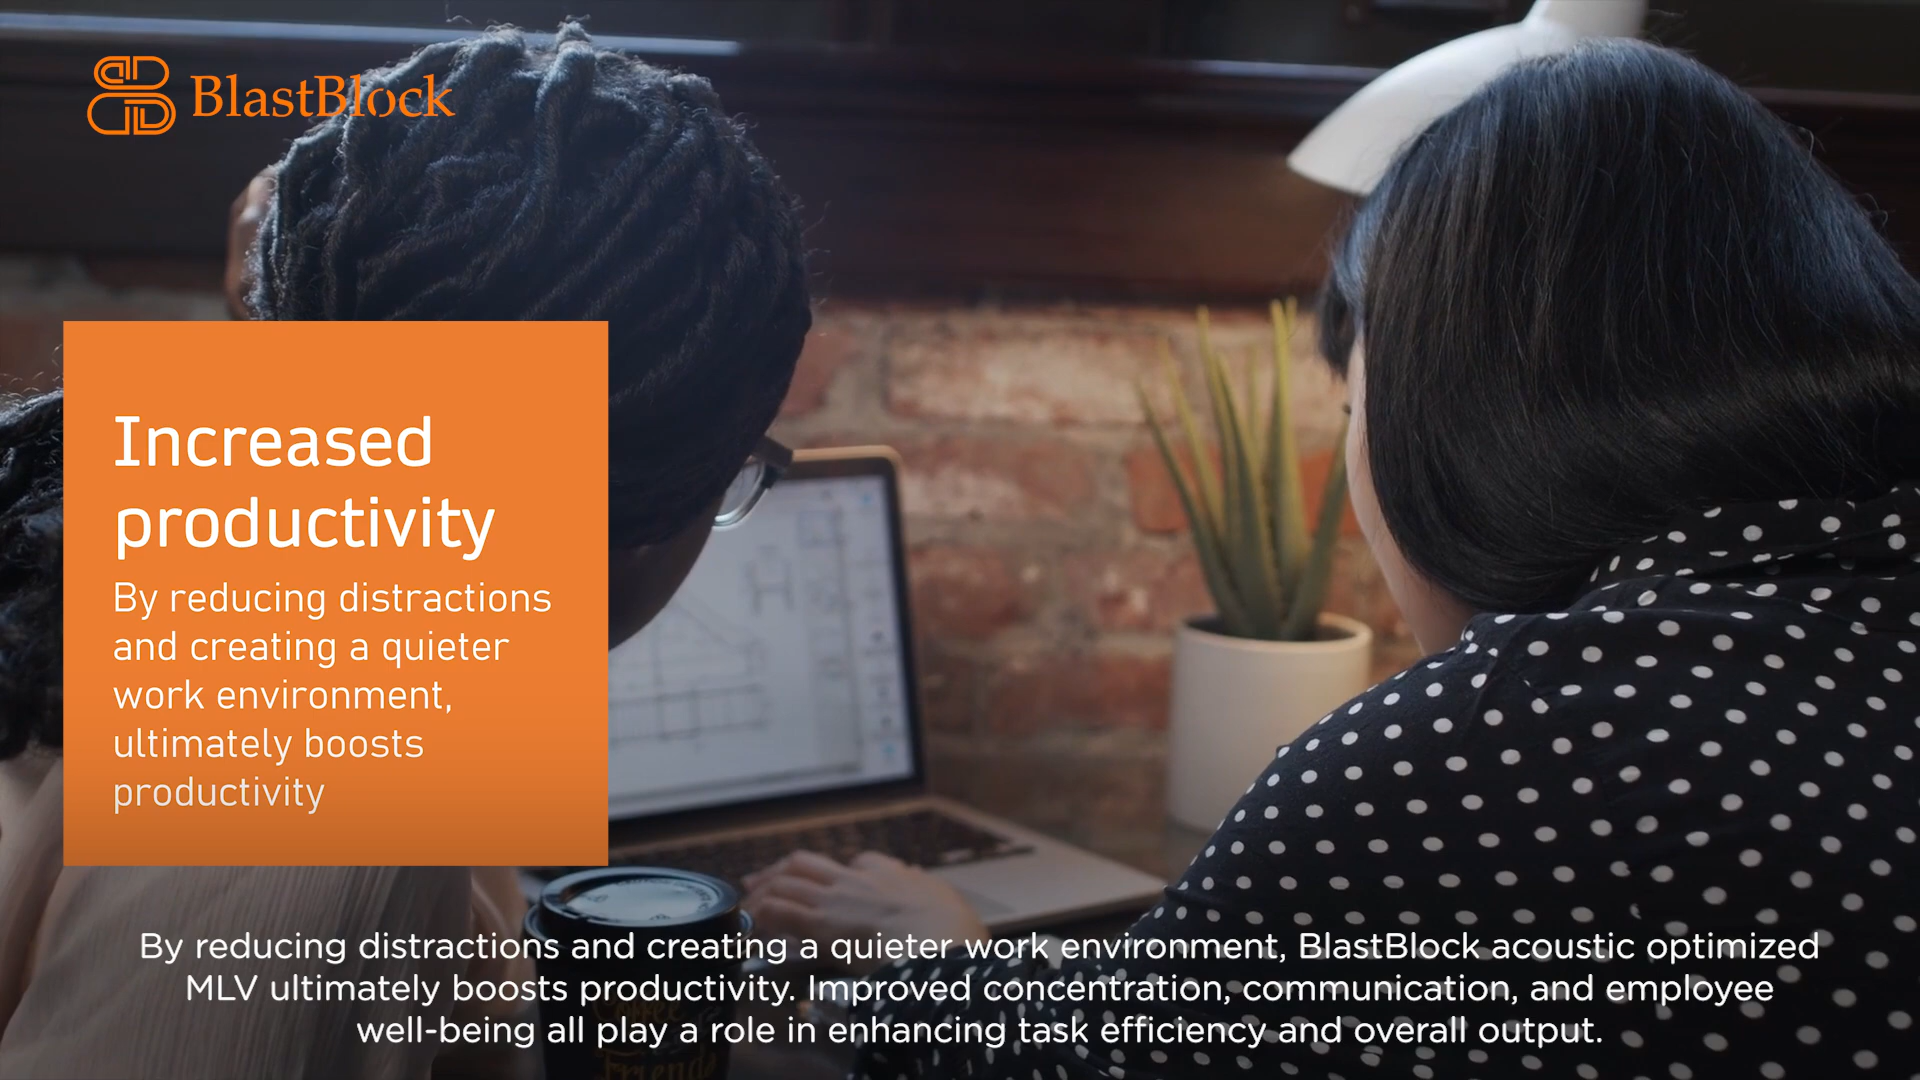 BlastBlock
Increased
productivity
By reducing distractions
and creating a quieter
work environment,
ultimately boosts
productivity
By reducing distractions and creating a quieter work environment, BlastBlock acoustic optimized
MLV ultimately boosts productivity. Improved concentration, communication, and employee
well-being all play a role in enhancing task efficiency and overall output.
Coffee
Friends